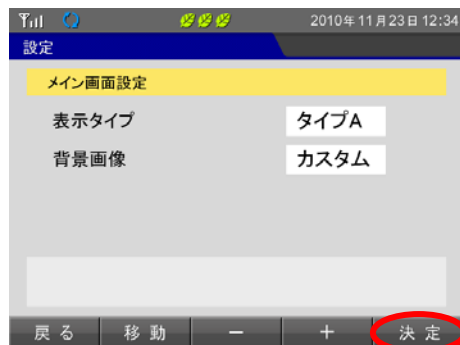 2010年11月23日 12:34
設定
メイン画面設定
表示タイプ タイプA
背景画像 カスタム
戻る 移動 － ＋ 決定